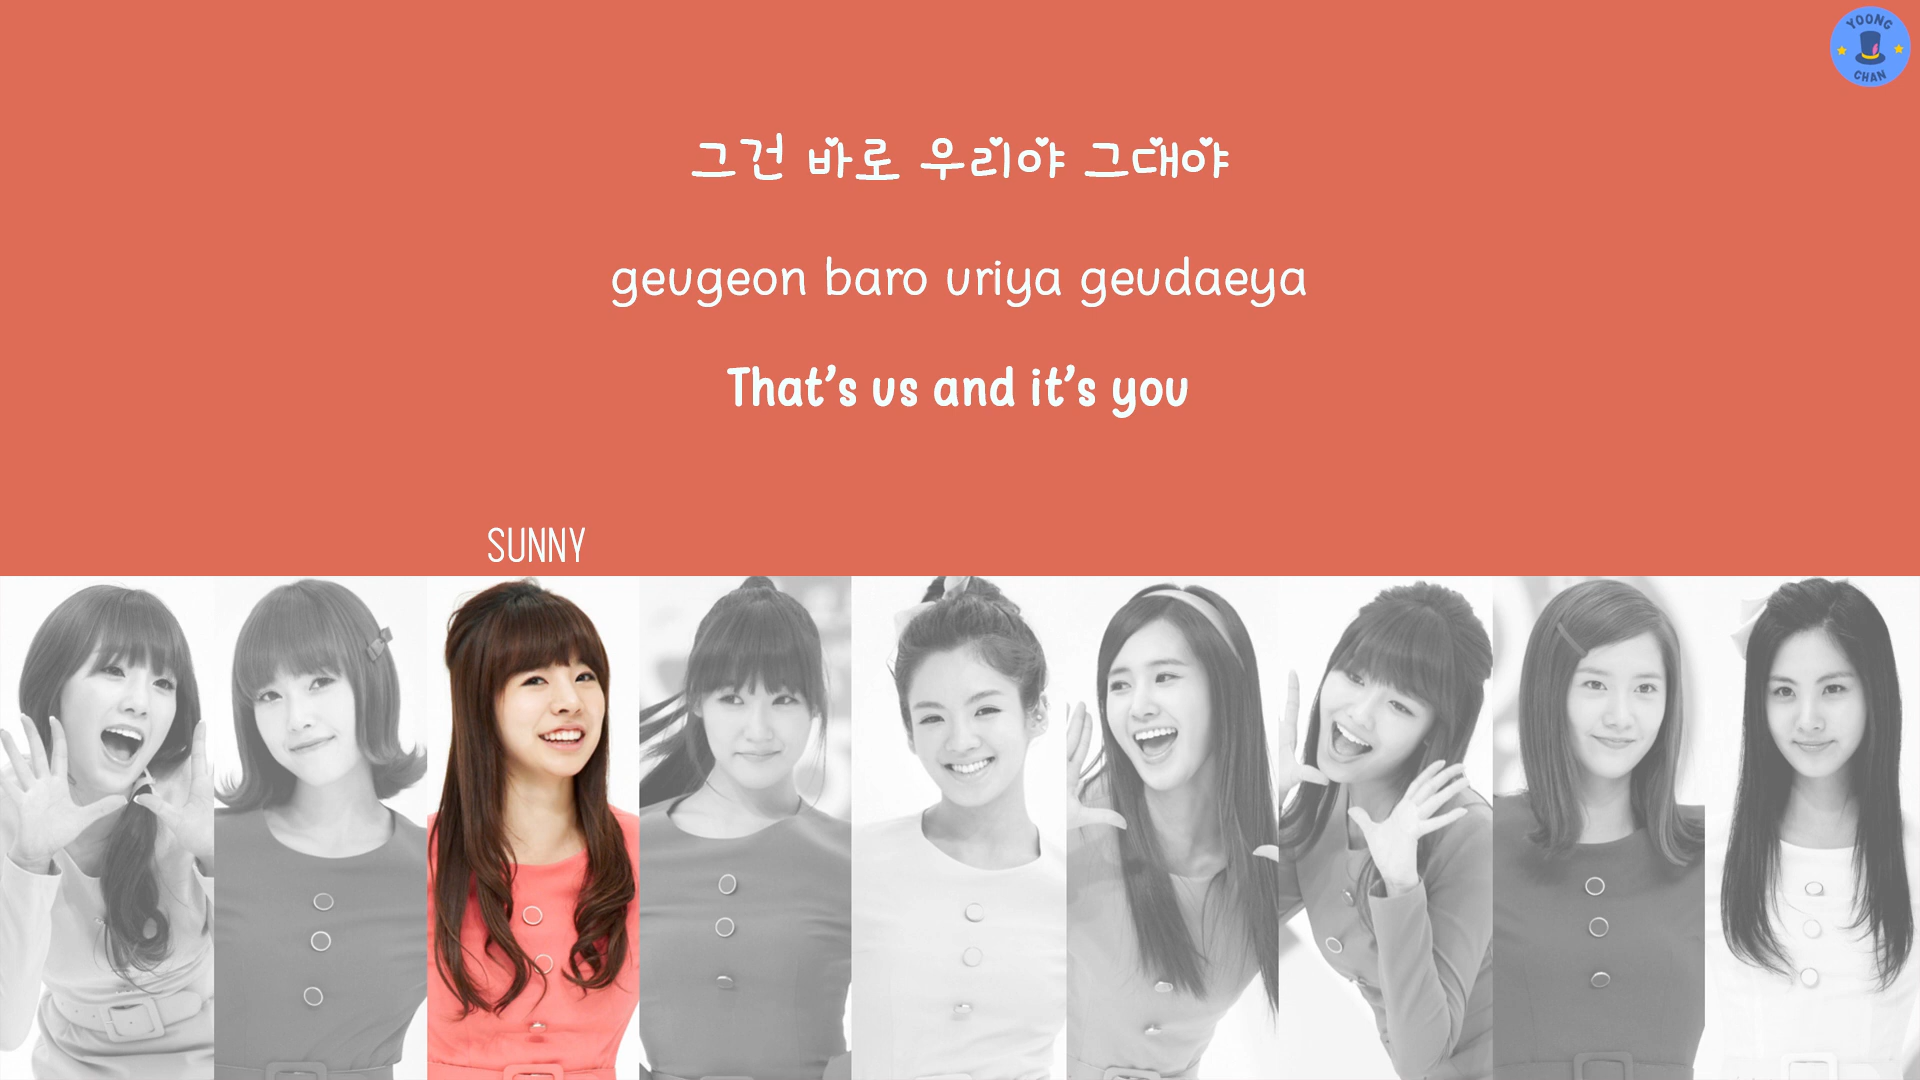 YOONG
CHAN
그건 바로 우리야 그대야
geugeon baro uriya geudaeya
That's us and it's you
SUNNY